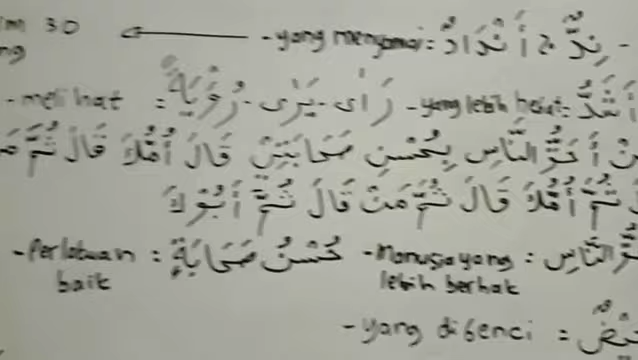 نِدٌّ ج أَنْدَادٌ : yang menyamai - ← 30
أَشَدُّ : yang lebih hebat - رَأَى - يَرَى - رُؤْيَةً : melihat -
أَحَقُّ النَّاسِ بِحُسْنِ صَحَابَتِيْ قَالَ أُمُّكَ قَالَ ثُمَّ
ثُمَّ أُمُّكَ قَالَ ثُمَّ مَنْ قَالَ ثُمَّ أَبُوْكَ
النَّاسِ : Manusia yang lebih berhak - حُسْنُ صَحَابَةٍ : Perlakuan baik -
: yang dibenci -